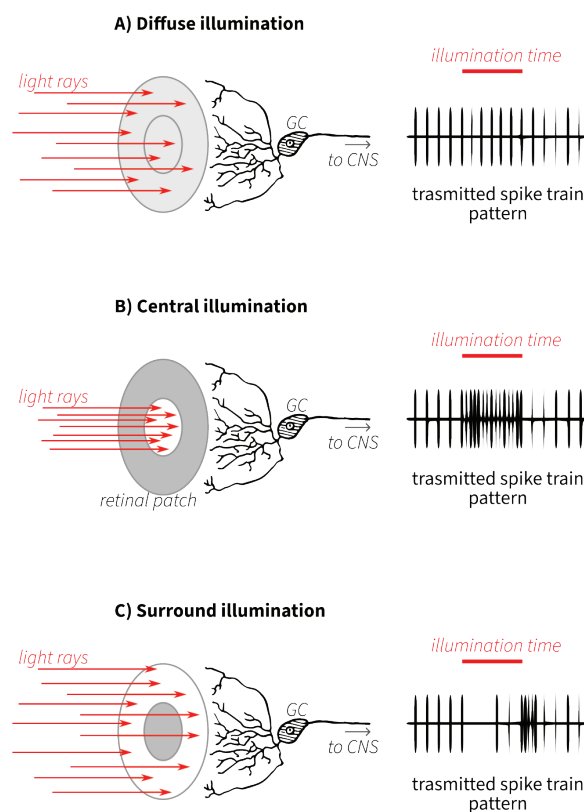 A) Diffuse illumination
illumination time
light rays
GC
to CNS
trasmitted spike train
pattern
B) Central illumination
illumination time
light rays
GC
to CNS
retinal patch
trasmitted spike train
pattern
C) Surround illumination
illumination time
light rays
GC
to CNS
trasmitted spike train
pattern